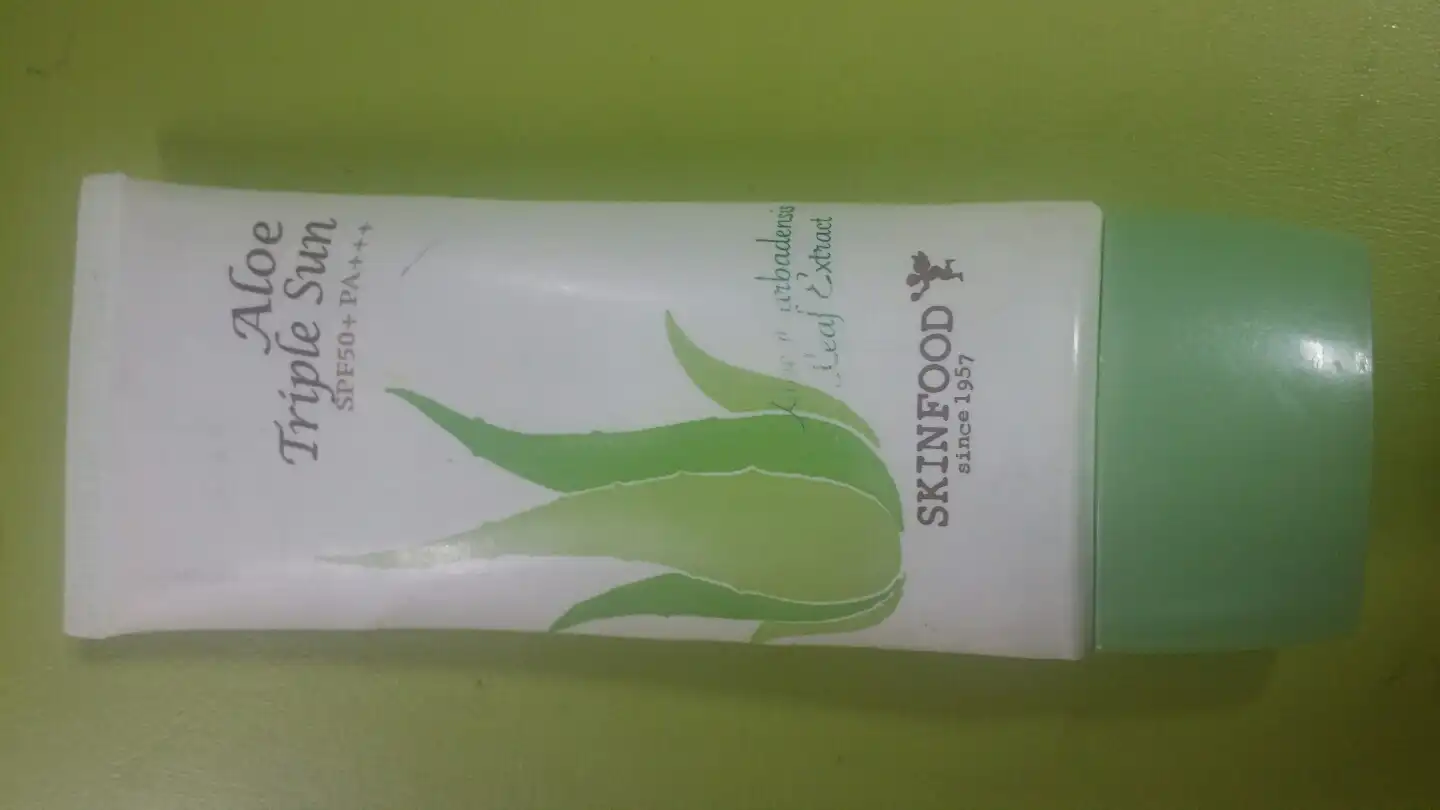 Aloe
Triple Sun
SPF50+ PA+++
Leaf Extract
SKINFOOD
since 1957